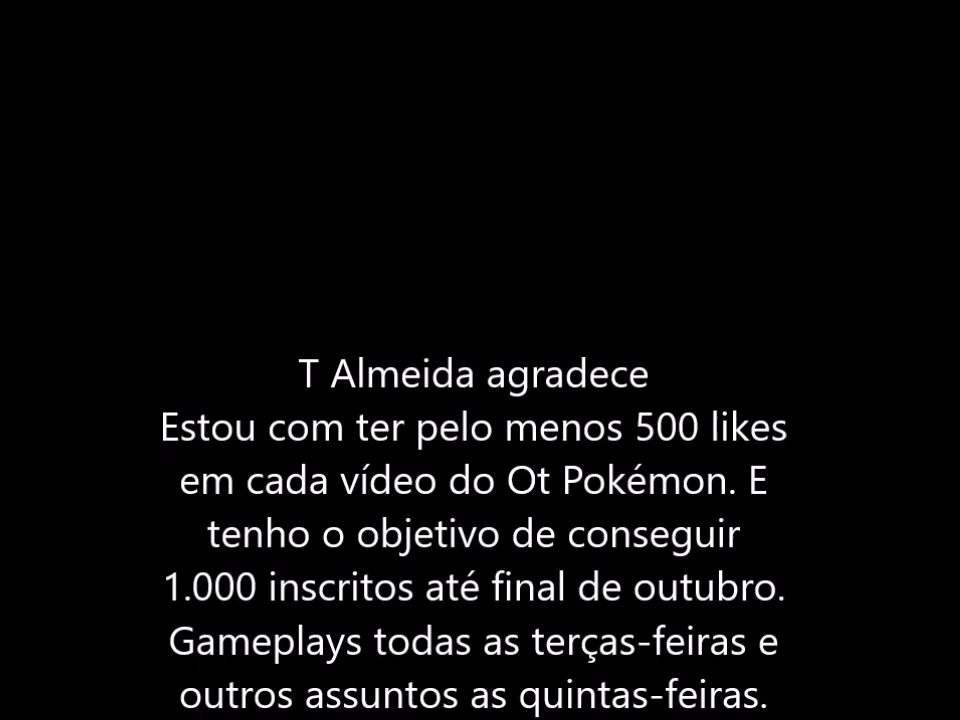 T Almeida agradece
Estou com ter pelo menos 500 likes
em cada vídeo do Ot Pokémon. E
tenho o objetivo de conseguir
1.000 inscritos até final de outubro.
Gameplays todas as terças-feiras e
outros assuntos as quintas-feiras.